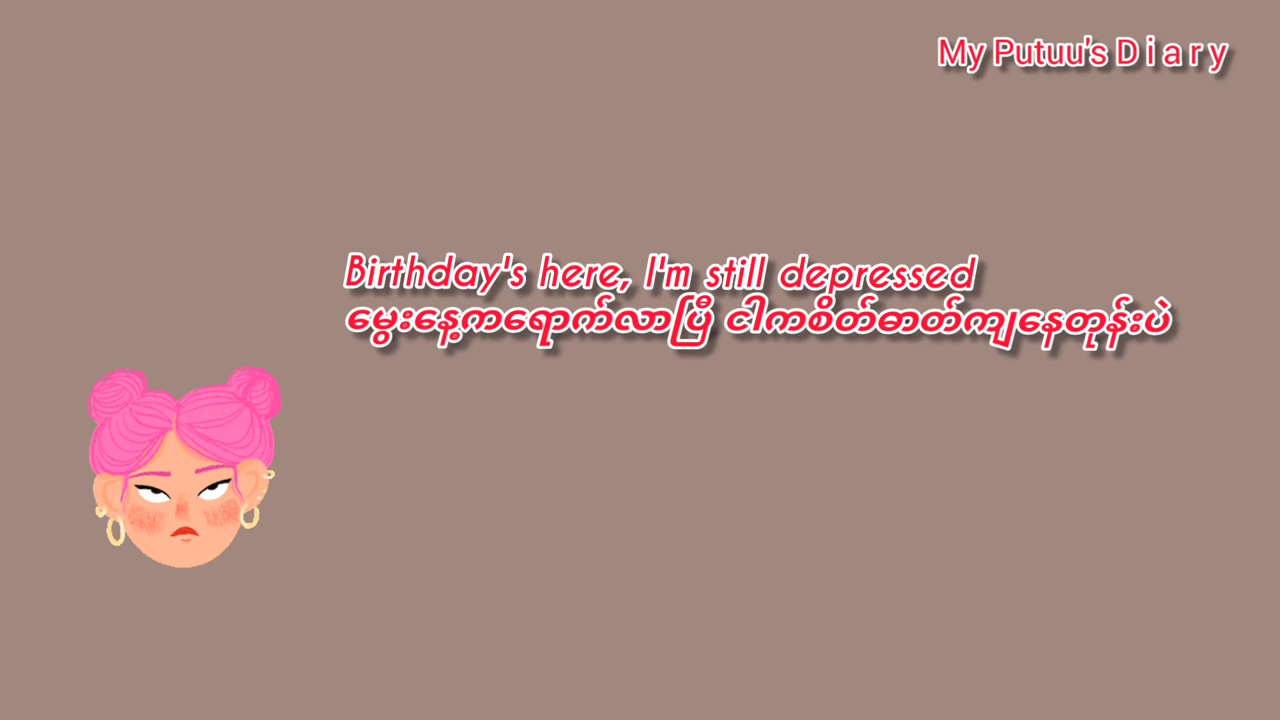 My Putuu's D i a r y
Birthday's here, I'm still depressed
မွေးနေ့ကရောက်လာပြီ ငါကစိတ်ဓာတ်ကျနေတုန်းပဲ